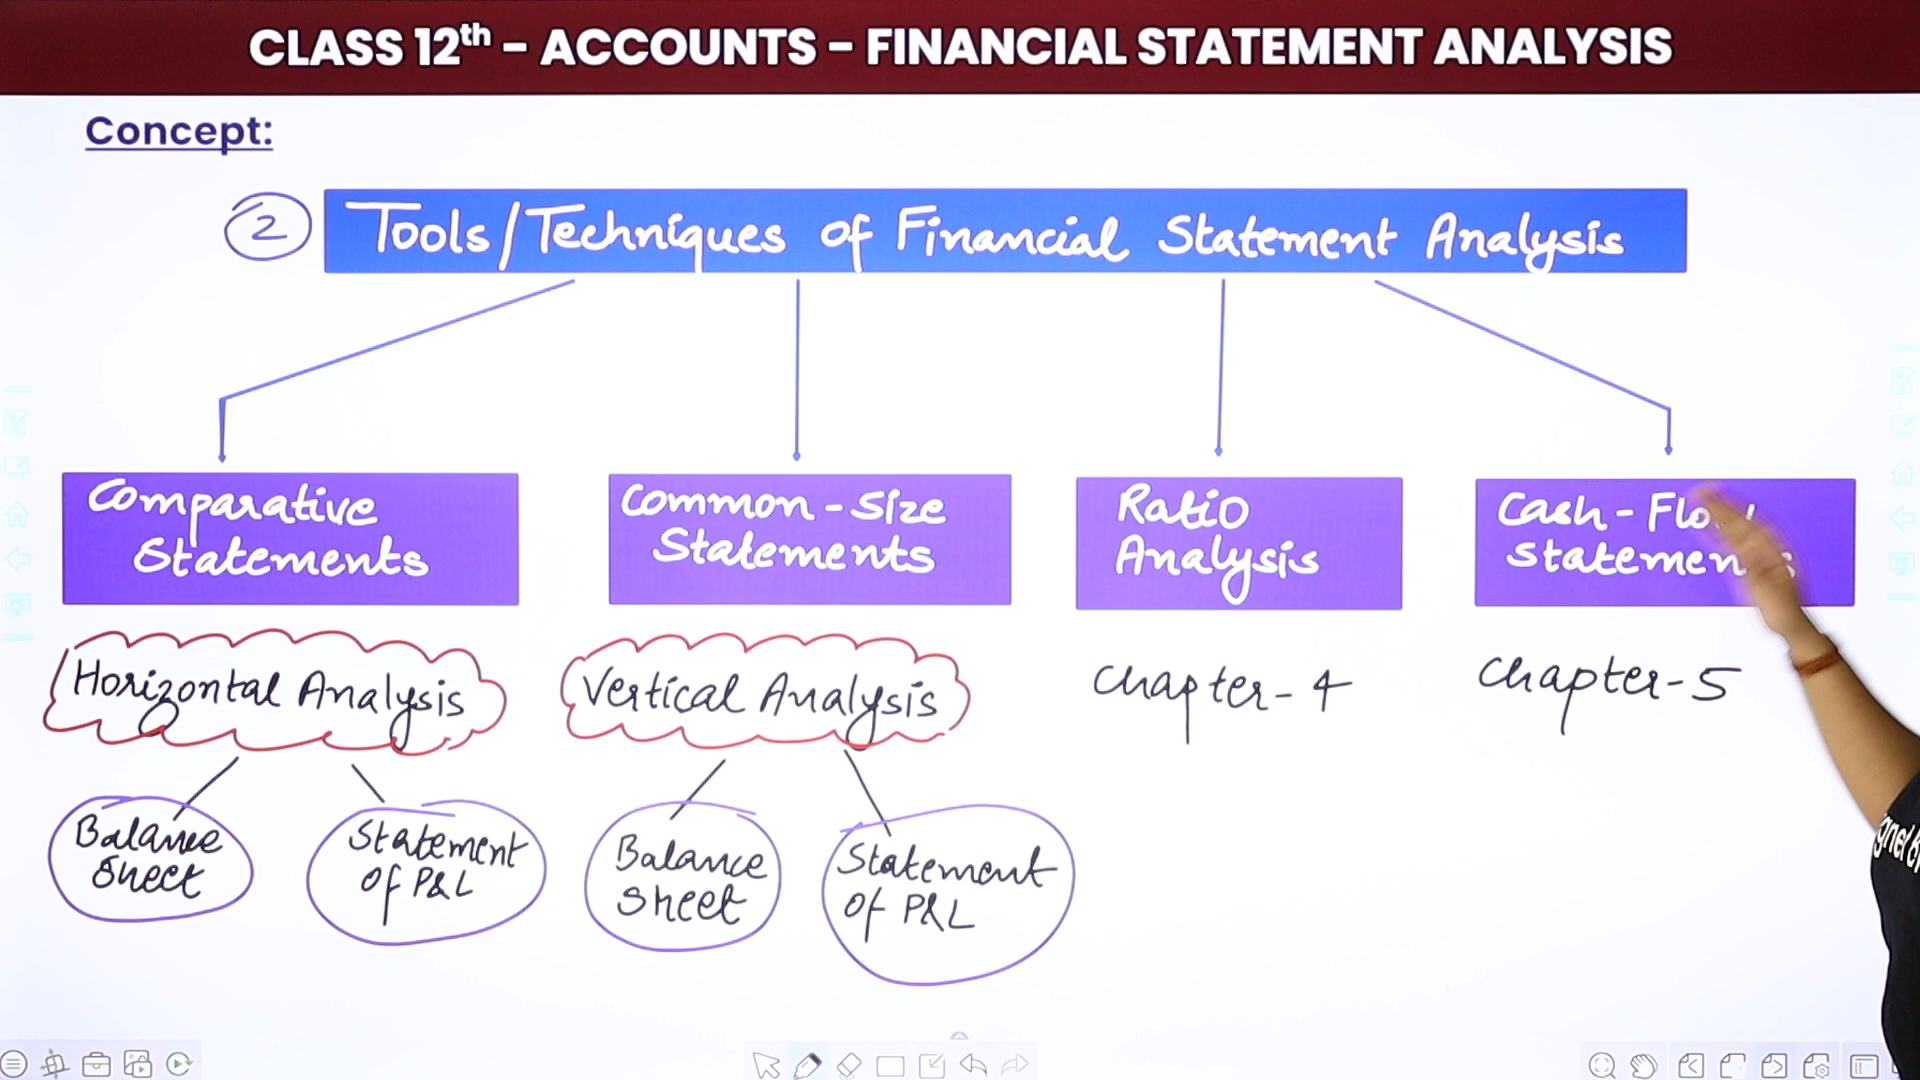 CLASS 12th – ACCOUNTS – FINANCIAL STATEMENT ANALYSIS
Concept:
2 Tools/Techniques of Financial Statement Analysis
Comparative
Statements
Common-Size
Statements
Ratio
Analysis
Cash-Flow
Statements
Horizontal Analysis
Vertical Analysis
Chapter-4
Chapter-5
Balance
Sheet
Statement
Of P&L
Balance
Sheet
Statement
Of P&L